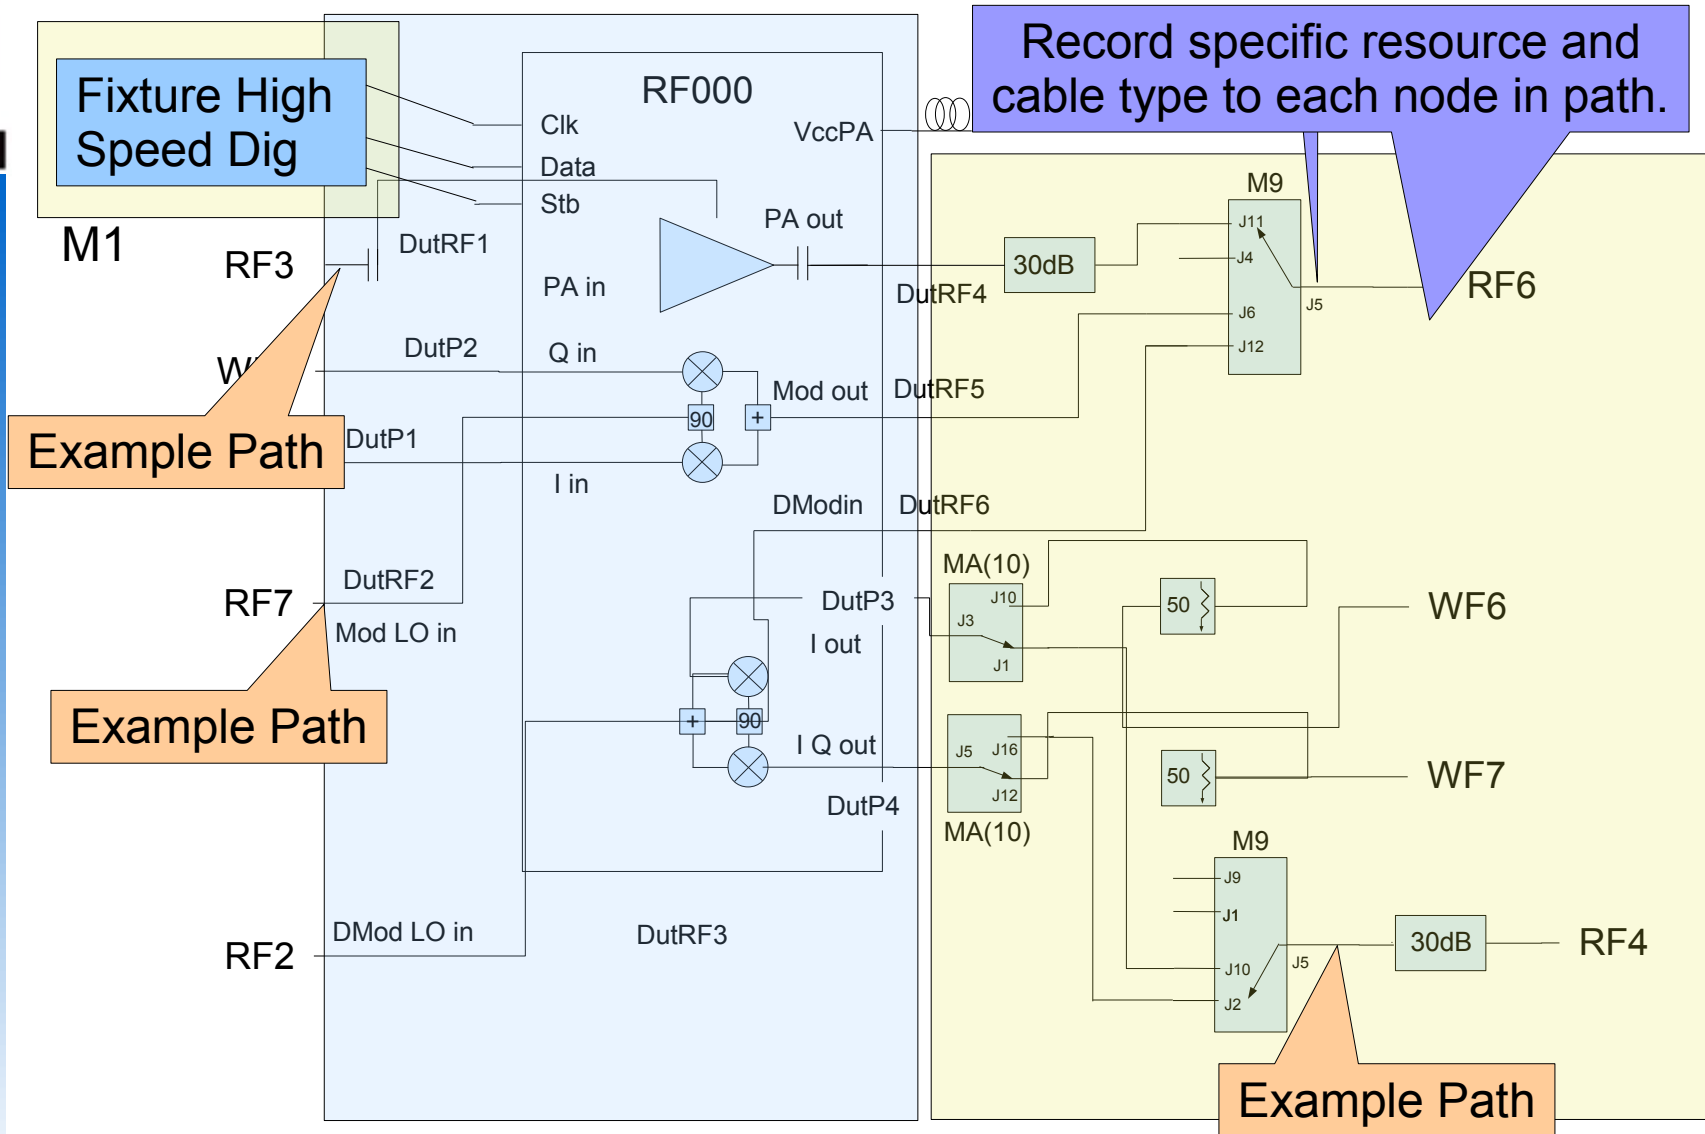 Record specific resource and
cable type to each node in path.
Fixture High
Speed Dig
RF000
Clk
Data
Stb
VccPA
M1
RF3
DutRF1
PA in
PA out
30dB
DutRF4
M9
J11
J4
J6
J12
J5
RF6
DutP2
Q in
90
+
Mod out
DutRF5
Example Path
DutP1
I in
DModin
DutRF6
RF7
DutRF2
Mod LO in
DutP3
I out
MA(10)
J10
J3
J1
50
WF6
Example Path
+
90
I Q out
DutP4
J5
J16
J12
MA(10)
50
WF7
M9
J9
J1
J10
J2
J5
30dB
RF4
RF2
DMod LO in
DutRF3
Example Path